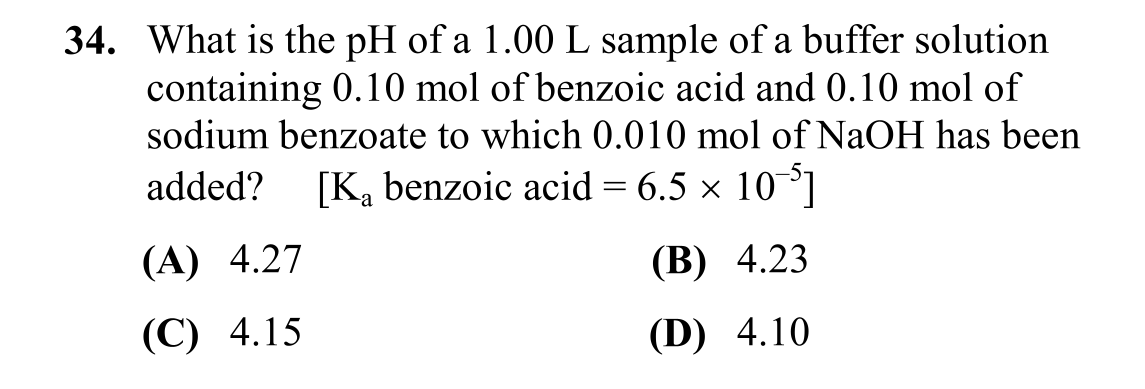 34. What is the pH of a 1.00 L sample of a buffer solution
containing 0.10 mol of benzoic acid and 0.10 mol of
sodium benzoate to which 0.010 mol of NaOH has been
added? [Kₐ benzoic acid = 6.5 × 10⁻⁵]
(A) 4.27 (B) 4.23
(C) 4.15 (D) 4.10